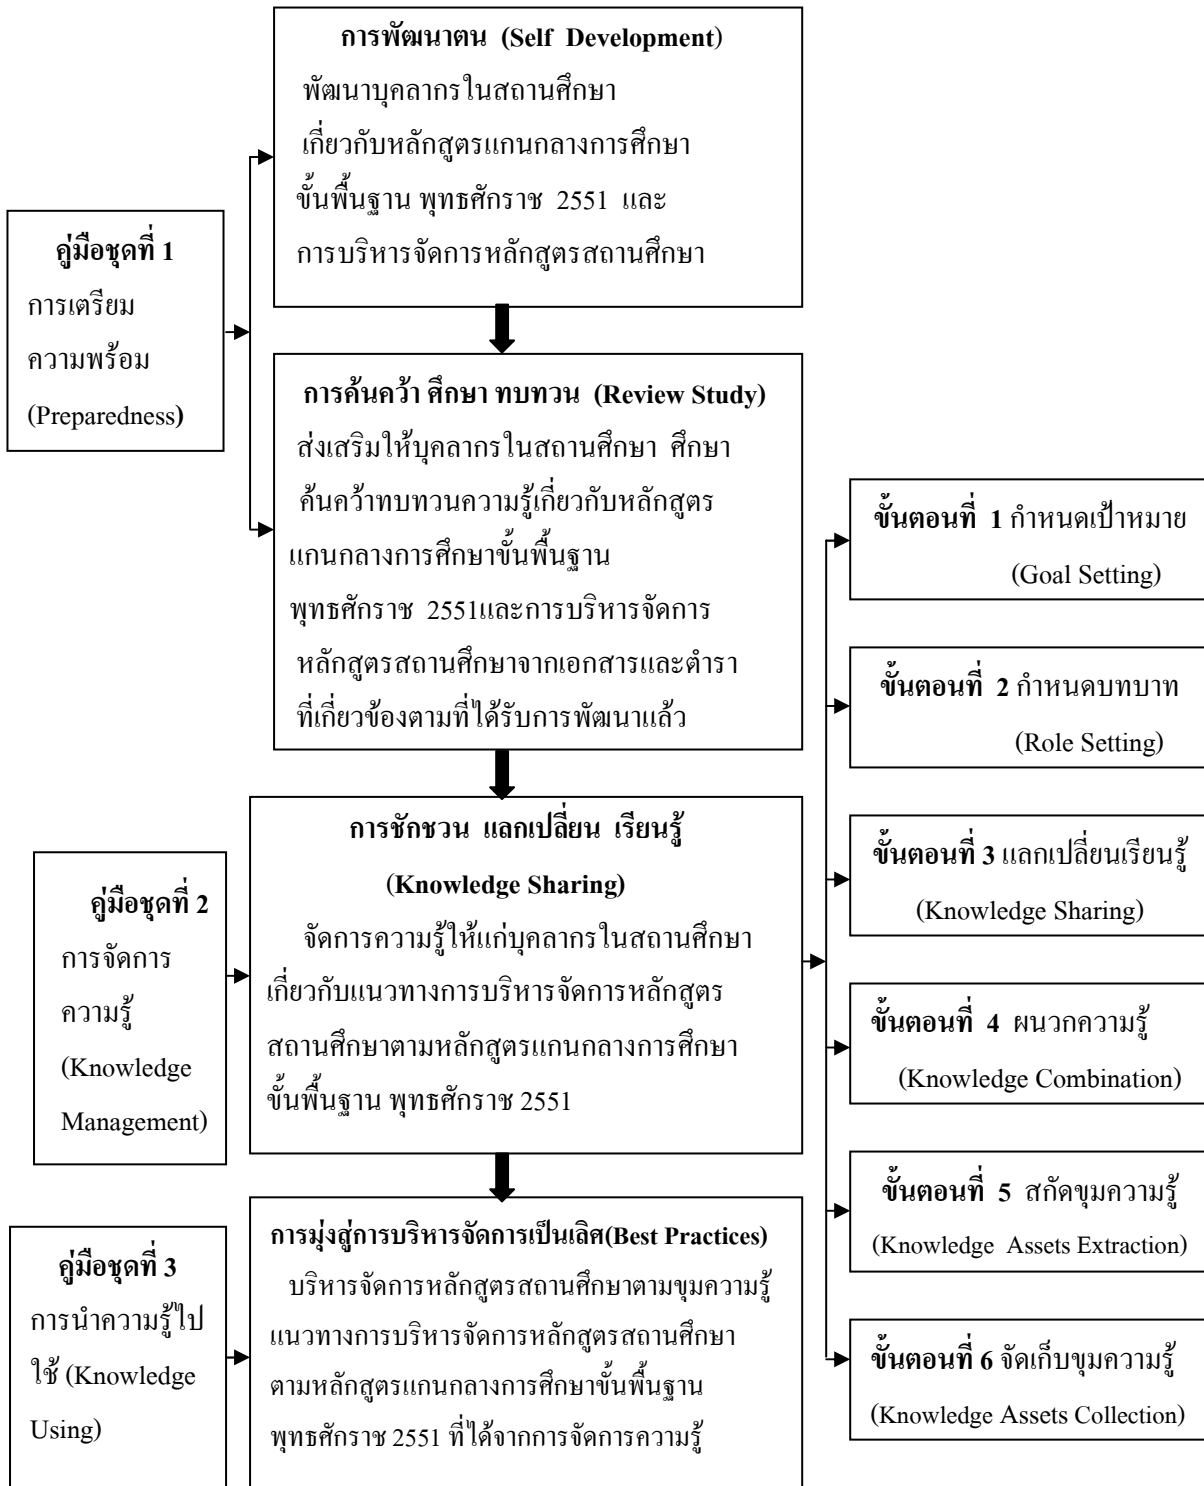 การพัฒนาตน (Self Development)
พัฒนาบุคลากรในสถานศึกษา
เกี่ยวกับหลักสูตรแกนกลางการศึกษา
ขั้นพื้นฐาน พุทธศักราช 2551 และ
การบริหารจัดการหลักสูตรสถานศึกษา
คู่มือชุดที่ 1
การเตรียม
ความพร้อม
(Preparedness)
การค้นคว้า ศึกษา ทบทวน (Review Study)
ส่งเสริมให้บุคลากรในสถานศึกษา ศึกษา
ค้นคว้าทบทวนความรู้เกี่ยวกับหลักสูตร
แกนกลางการศึกษาขั้นพื้นฐาน
พุทธศักราช 2551และการบริหารจัดการ
หลักสูตรสถานศึกษาจากเอกสารและตำรา
ที่เกี่ยวข้องตามที่ได้รับการพัฒนาแล้ว
การชักชวน แลกเปลี่ยน เรียนรู้
(Knowledge Sharing)
จัดการความรู้ให้แก่บุคลากรในสถานศึกษา
เกี่ยวกับแนวทางการบริหารจัดการหลักสูตร
สถานศึกษาตามหลักสูตรแกนกลางการศึกษา
ขั้นพื้นฐาน พุทธศักราช 2551
คู่มือชุดที่ 2
การจัดการ
ความรู้
(Knowledge
Management)
การมุ่งสู่การบริหารจัดการเป็นเลิศ(Best Practices)
บริหารจัดการหลักสูตรสถานศึกษาตามขุมความรู้
แนวทางการบริหารจัดการหลักสูตรสถานศึกษา
ตามหลักสูตรแกนกลางการศึกษาขั้นพื้นฐาน
พุทธศักราช 2551 ที่ได้จากการจัดการความรู้
คู่มือชุดที่ 3
การนำความรู้ไป
ใช้ (Knowledge
Using)
ขั้นตอนที่ 1 กำหนดเป้าหมาย
(Goal Setting)
ขั้นตอนที่ 2 กำหนดบทบาท
(Role Setting)
ขั้นตอนที่ 3 แลกเปลี่ยนเรียนรู้
(Knowledge Sharing)
ขั้นตอนที่ 4 ผนวกความรู้
(Knowledge Combination)
ขั้นตอนที่ 5 สกัดขุมความรู้
(Knowledge Assets Extraction)
ขั้นตอนที่ 6 จัดเก็บขุมความรู้
(Knowledge Assets Collection)